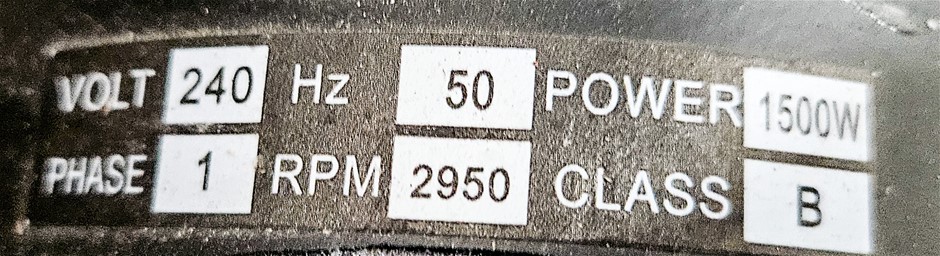 VOLT 240 Hz 50 POWER 1500W
PHASE 1 RPM 2950 CLASS B